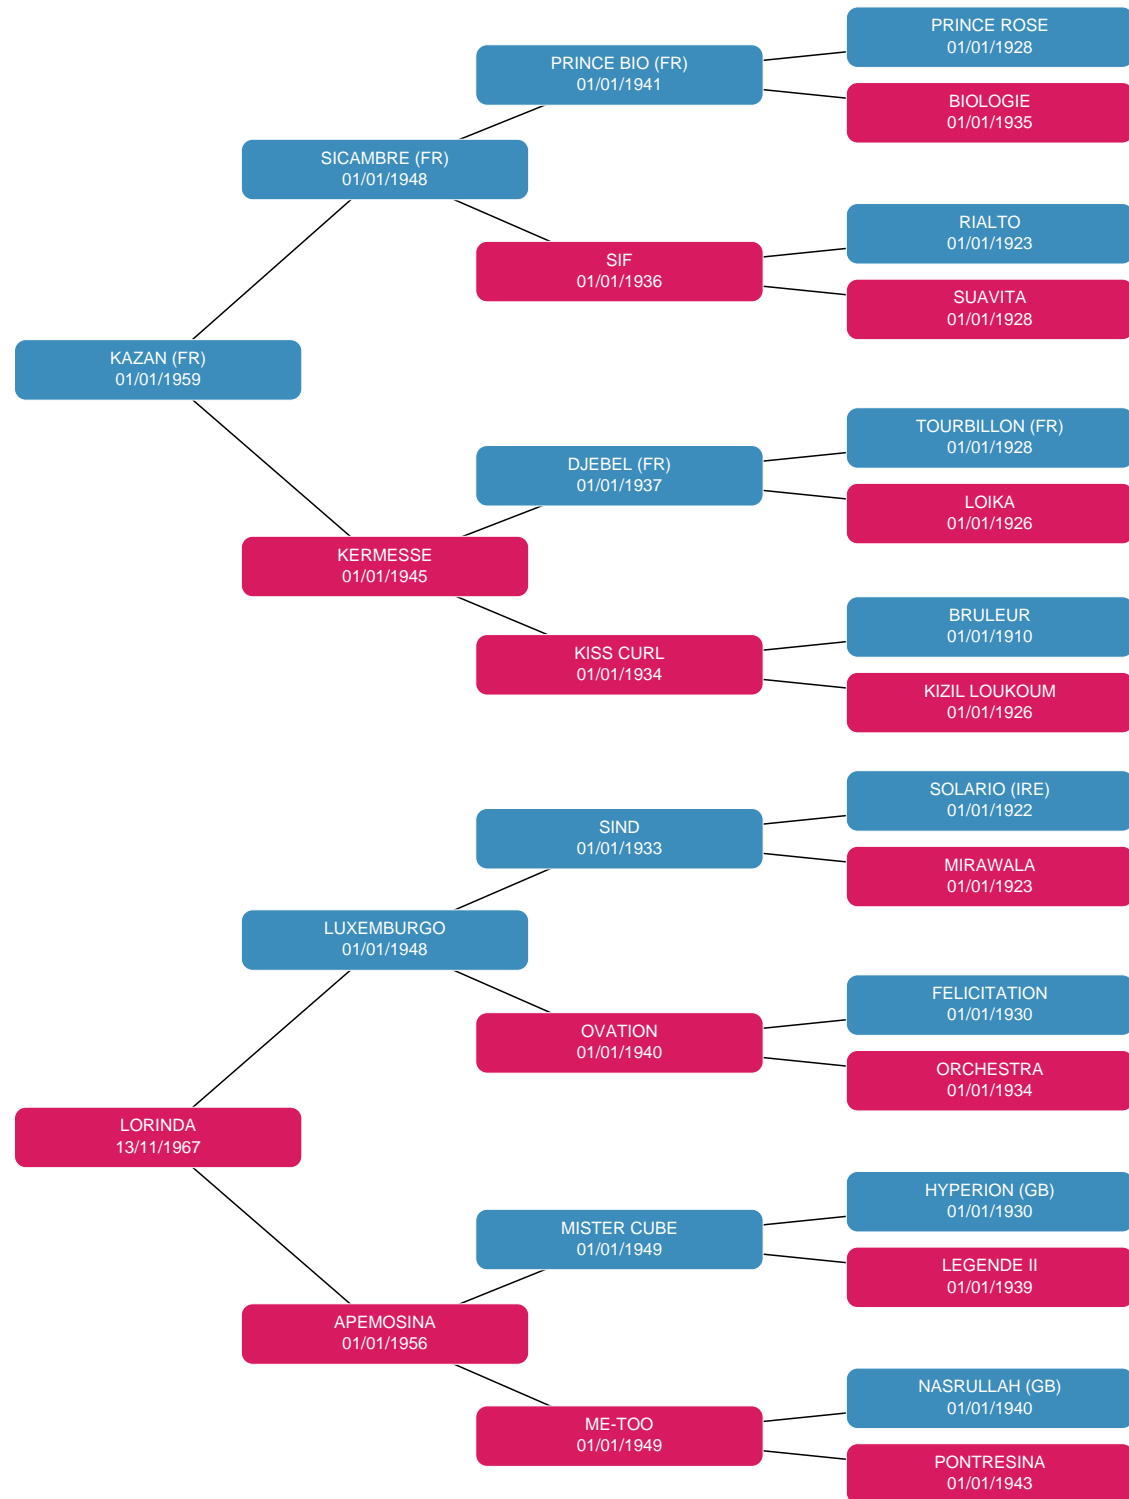 PRINCE ROSE
01/01/1928
PRINCE BIO (FR)
01/01/1941
BIOLOGIE
01/01/1935
SICAMBRE (FR)
01/01/1948
RIALTO
01/01/1923
SIF
01/01/1936
SUAVITA
01/01/1928
KAZAN (FR)
01/01/1959
TOURBILLON (FR)
01/01/1928
DJEBEL (FR)
01/01/1937
LOIKA
01/01/1926
KERMESSE
01/01/1945
BRULEUR
01/01/1910
KISS CURL
01/01/1934
KIZIL LOUKOUM
01/01/1926
SOLARIO (IRE)
01/01/1922
SIND
01/01/1933
MIRAWALA
01/01/1923
LUXEMBURGO
01/01/1948
FELICITATION
01/01/1930
OVATION
01/01/1940
ORCHESTRA
01/01/1934
LORINDA
13/11/1967
HYPERION (GB)
01/01/1930
MISTER CUBE
01/01/1949
LEGENDE II
01/01/1939
APEMOSINA
01/01/1956
NASRULLAH (GB)
01/01/1940
ME-TOO
01/01/1949
PONTRESINA
01/01/1943